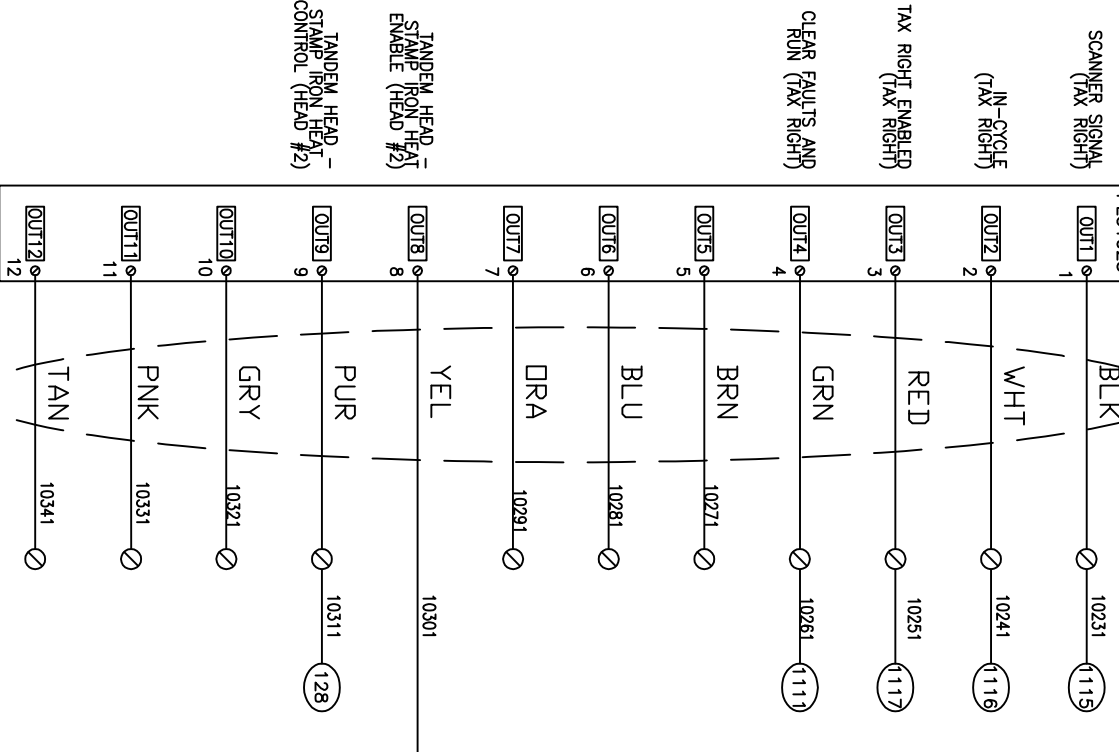 SCANNER SIGNAL
(TAX RIGHT)
OUT1
1
BLK
10231
1115
IN-CYCLE
(TAX RIGHT)
OUT2
2
WHT
10241
1116
TAX RIGHT ENABLED
(TAX RIGHT)
OUT3
3
RED
10251
1117
CLEAR FAULTS AND
RUN (TAX RIGHT)
OUT4
4
GRN
10261
1111
OUT5
5
BRN
10271
OUT6
6
BLU
10281
OUT7
7
ORA
10291
TANDEM HEAD -
STAMP IRON HEAT
ENABLE (HEAD #2)
OUT8
8
YEL
10301
TANDEM HEAD -
STAMP IRON HEAT
CONTROL (HEAD #2)
OUT9
9
PUR
10311
128
OUT10
10
GRY
10321
OUT11
11
PNK
10331
OUT12
12
TAN
10341